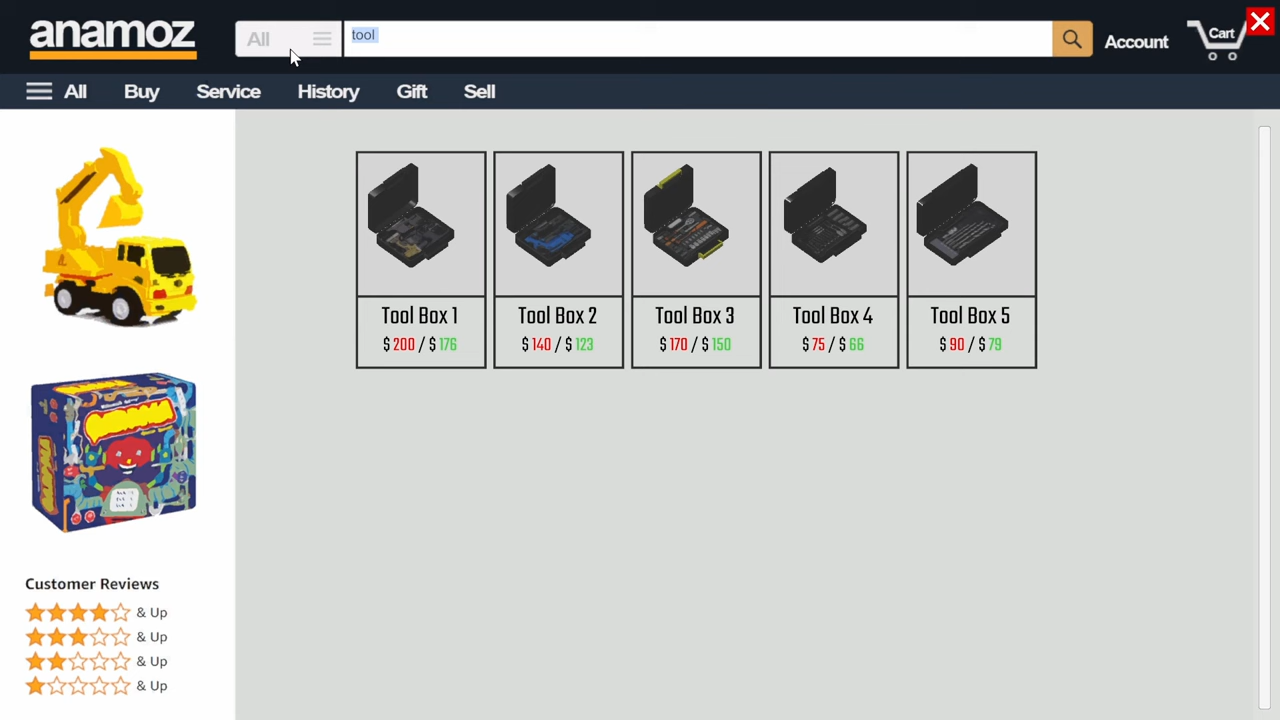 anamoz
All
tool
Account
Cart
All Buy Service History Gift Sell
Tool Box 1
$ 200 / $ 176
Tool Box 2
$ 140 / $ 123
Tool Box 3
$ 170 / $ 150
Tool Box 4
$ 75 / $ 66
Tool Box 5
$ 90 / $ 79
Customer Reviews
& Up
& Up
& Up
& Up